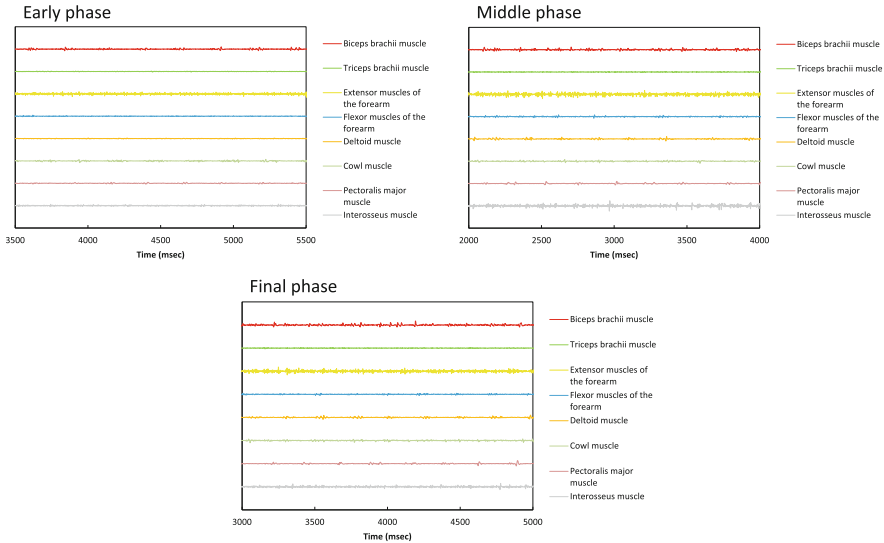 Early phase
Biceps brachii muscle
Triceps brachii muscle
Extensor muscles of
the forearm
Flexor muscles of the
forearm
Deltoid muscle
Cowl muscle
Pectoralis major
muscle
Interosseus muscle
3500 4000 4500 5000 5500
Time (msec)
Middle phase
Biceps brachii muscle
Triceps brachii muscle
Extensor muscles of
the forearm
Flexor muscles of the
forearm
Deltoid muscle
Cowl muscle
Pectoralis major
muscle
Interosseus muscle
2000 2500 3000 3500 4000
Time (msec)
Final phase
Biceps brachii muscle
Triceps brachii muscle
Extensor muscles of
the forearm
Flexor muscles of the
forearm
Deltoid muscle
Cowl muscle
Pectoralis major
muscle
Interosseus muscle
3000 3500 4000 4500 5000
Time (msec)